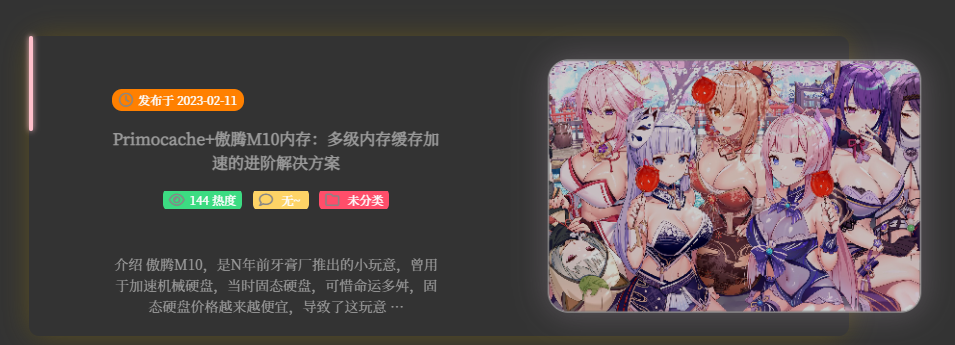 发布于 2023-02-11
Primocache+傲腾M10内存：多级内存缓存加
速的进阶解决方案
144 热度 无~ 未分类
介绍 傲腾M10，是N年前牙膏厂推出的小玩意，曾用
于加速机械硬盘，当时固态硬盘，可惜命运多舛，固
态硬盘价格越来越便宜，导致了这玩意 …